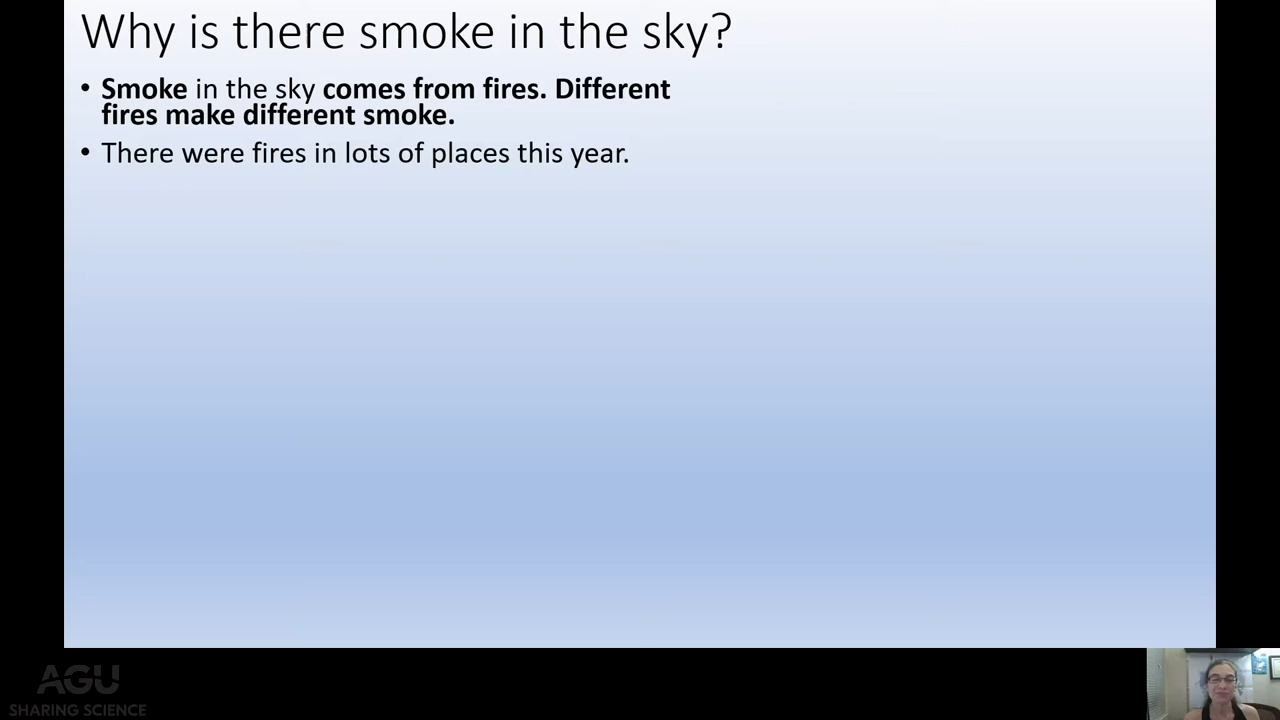 Why is there smoke in the sky?
• Smoke in the sky comes from fires. Different
fires make different smoke.
• There were fires in lots of places this year.
AGU
SHARING SCIENCE